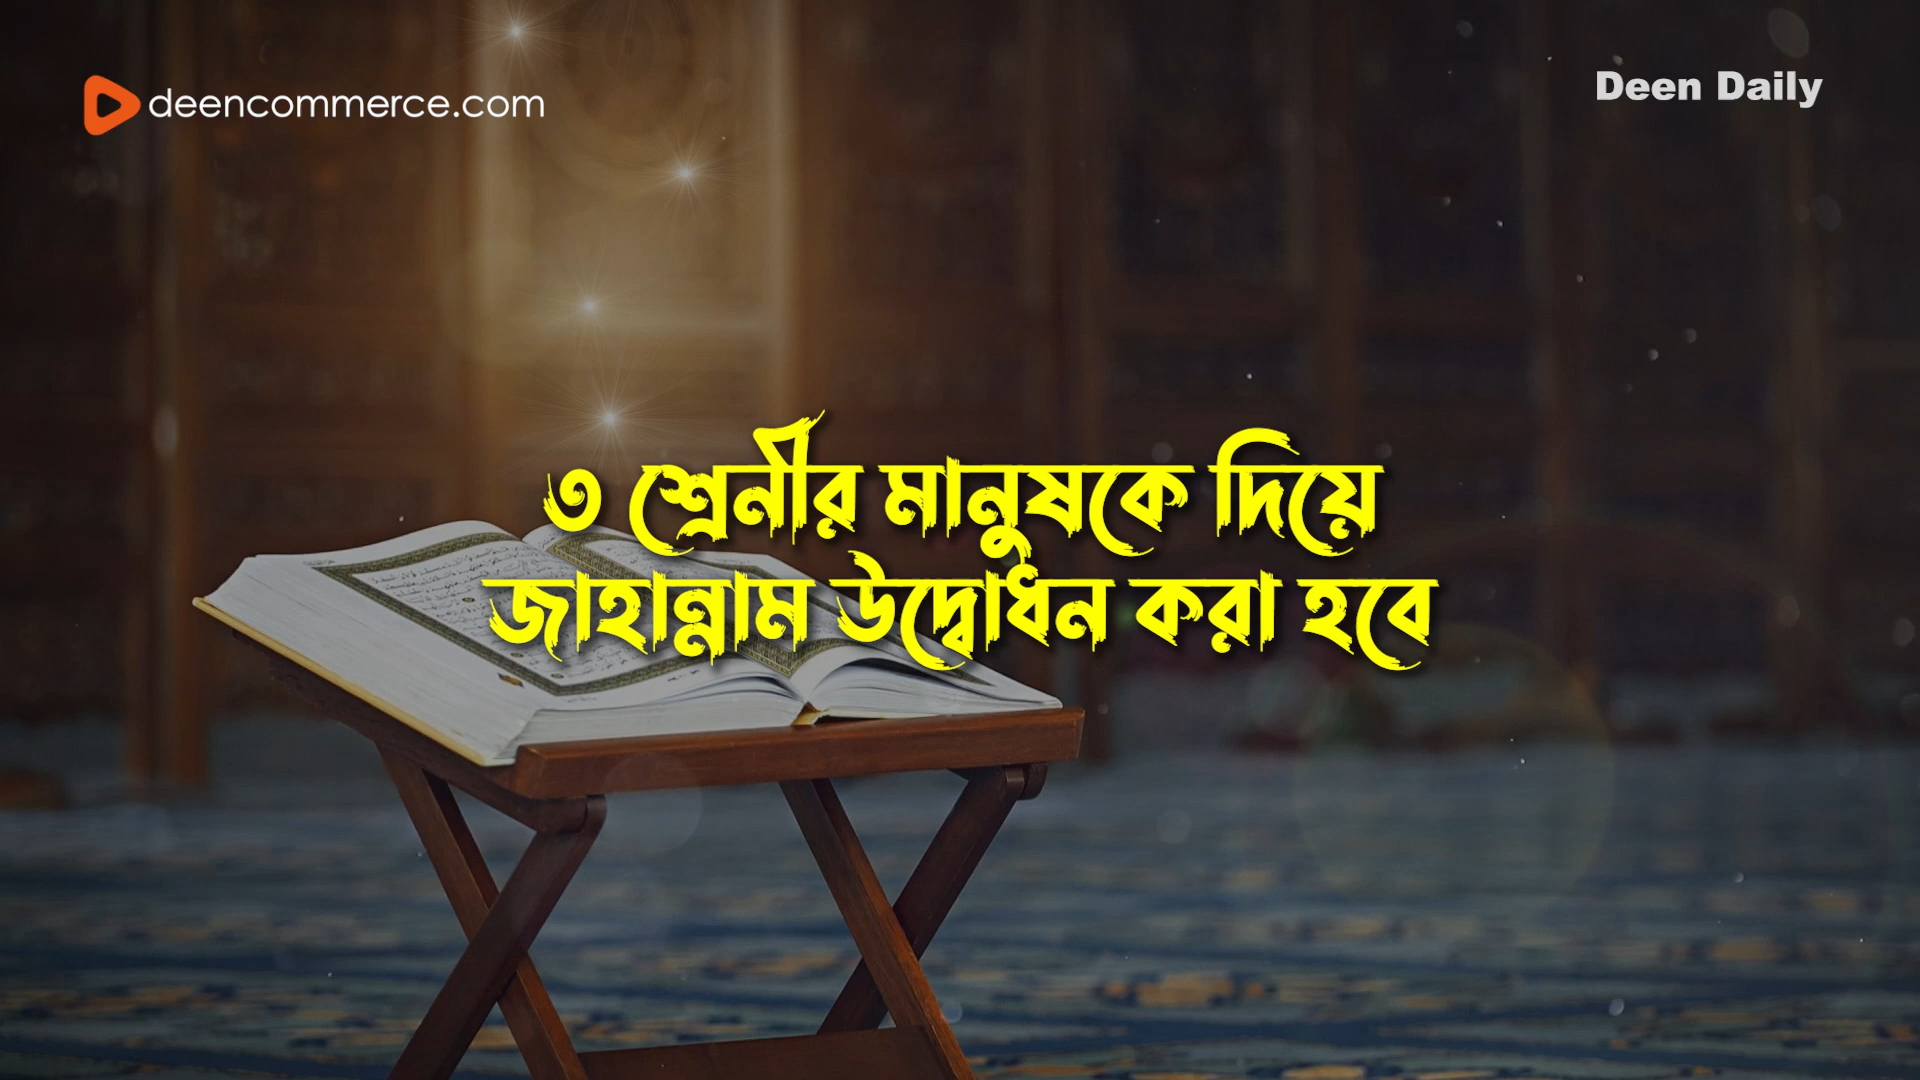 deencommerce.com
Deen Daily
৩ শ্রেনীর মানুষকে দিয়ে
জাহান্নাম উদ্বোধন করা হবে